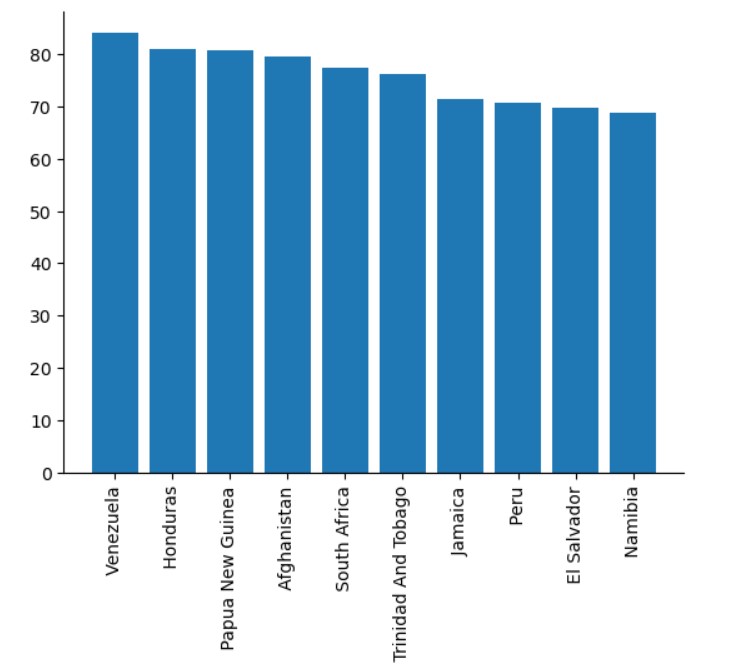 80
70
60
50
40
30
20
10
0
Venezuela
Honduras
Papua New Guinea
Afghanistan
South Africa
Trinidad And Tobago
Jamaica
Peru
El Salvador
Namibia